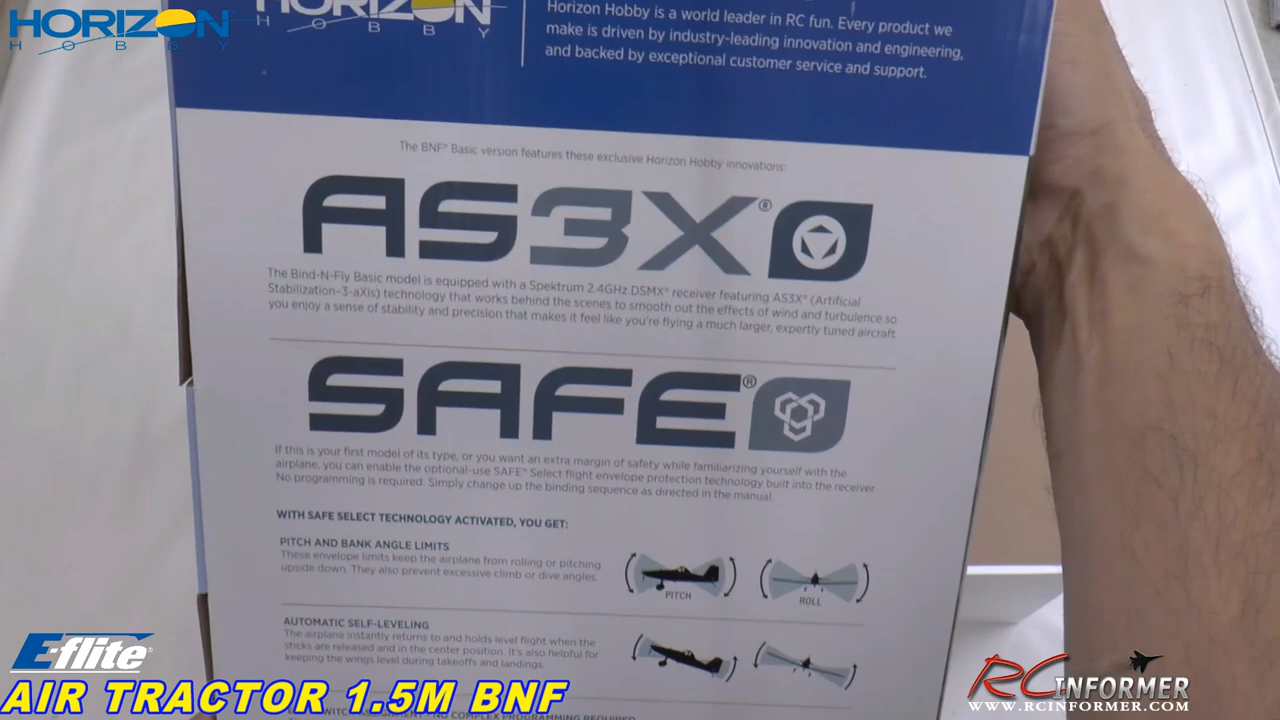 HORIZON
HOBBY
HORIZON
HOBBY
Horizon Hobby is a world leader in RC fun. Every product we
make is driven by industry-leading innovation and engineering,
and backed by exceptional customer service and support.
The BNF® Basic version features these exclusive Horizon Hobby innovations:
AS3X®
The Bind-N-Fly Basic model is equipped with a Spektrum 2.4GHz DSMX® receiver featuring AS3X® (Artificial
Stabilization–3-aXis) technology that works behind the scenes to smooth out the effects of wind and turbulence so
you enjoy a sense of stability and precision that makes it feel like you're flying a much larger, expertly tuned aircraft
SAFE®
If this is your first model of its type, or you want an extra margin of safety while familiarizing yourself with the
airplane, you can enable the optional-use SAFE® Select flight envelope protection technology built into the receiver
No programming is required. Simply change up the binding sequence as directed in the manual.
WITH SAFE SELECT TECHNOLOGY ACTIVATED, YOU GET:
PITCH AND BANK ANGLE LIMITS
These envelope limits keep the airplane from rolling or pitching
upside down. They also prevent excessive climb or dive angles.
PITCH
ROLL
AUTOMATIC SELF-LEVELING
The airplane instantly returns to and holds level flight when the
sticks are released and in the center position. It's also helpful for
keeping the wings level during takeoffs and landings.
SWITCH ASSIGNMENT - NO COMPLEX PROGRAMMING REQUIRED
E-flite®
AIR TRACTOR 1.5M BNF
RCINFORMER
WWW.RCINFORMER.COM